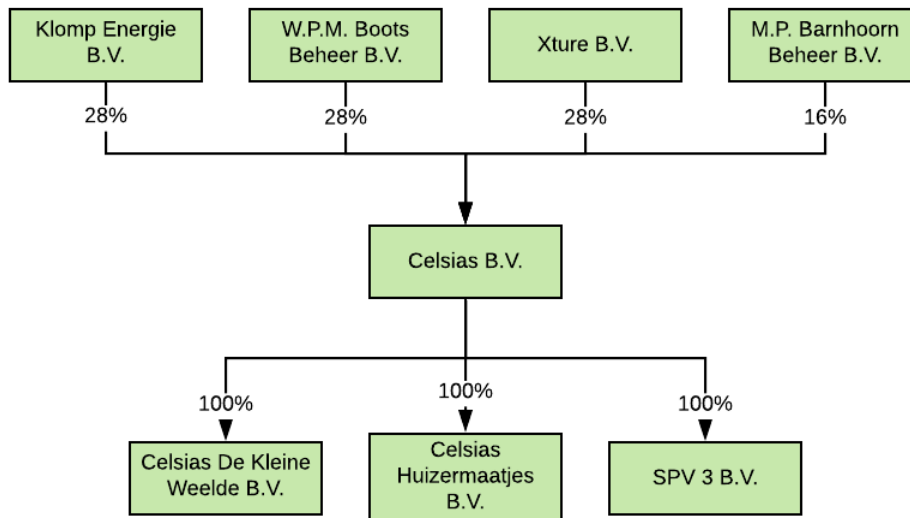 Klomp Energie
B.V.
W.P.M. Boots
Beheer B.V.
Xture B.V.
M.P. Barnhoorn
Beheer B.V.
28%
28%
28%
16%
Celsias B.V.
100%
100%
100%
Celsias De Kleine
Weelde B.V.
Celsias
Huizermaatjes
B.V.
SPV 3 B.V.